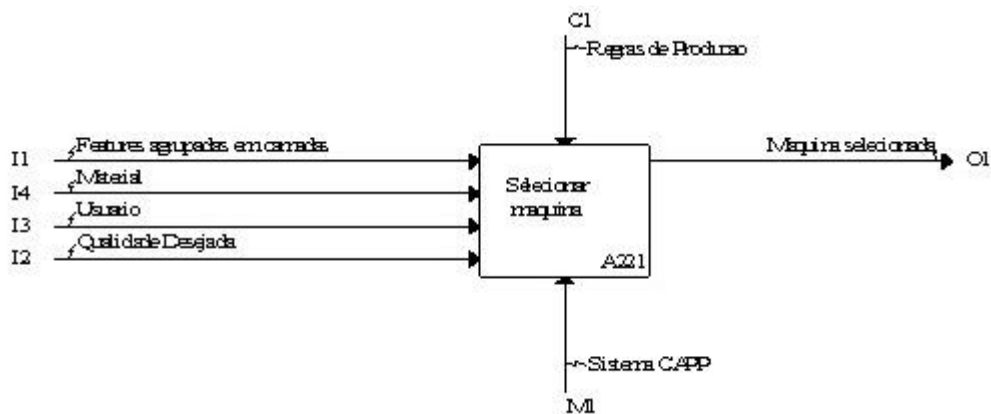 C1
Regras de Producao
I1
Features agrupadas em camadas
Maquina selecionada
O1
I4
Material
Selecionar
maquina
I3
Usuario
I2
Qualidade Desejada
A221
Sistema CAPP
M1